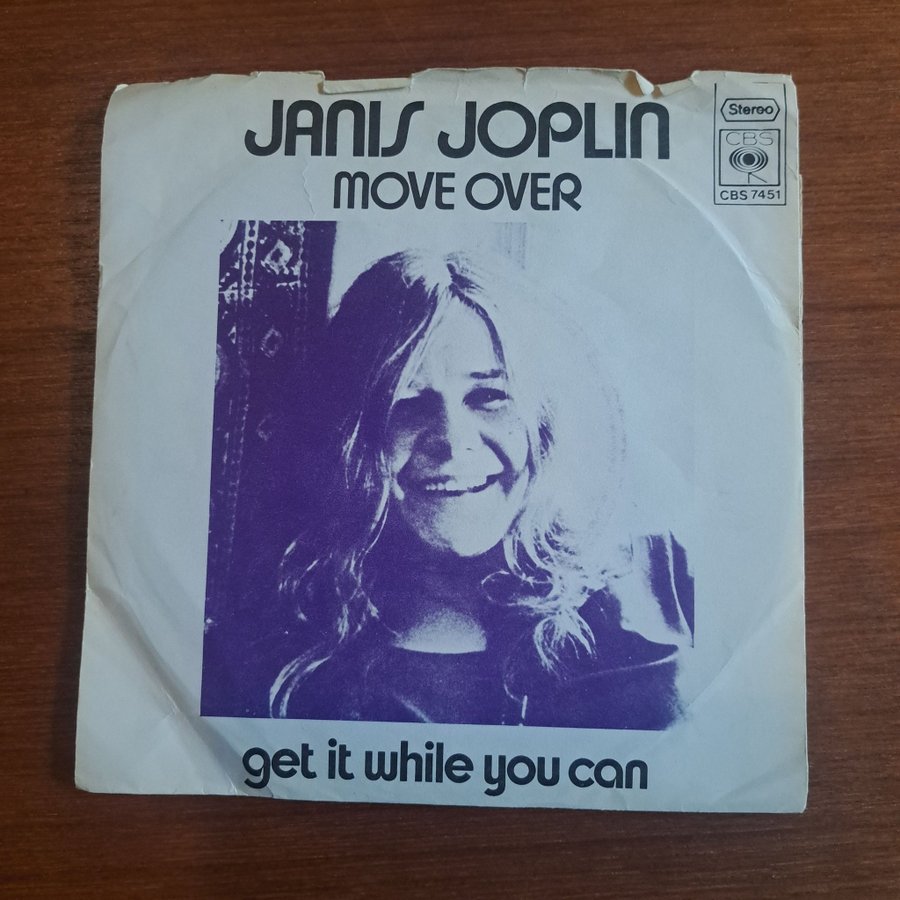 JANIS JOPLIN
MOVE OVER
Stereo
CBS
CBS 7451
get it while you can